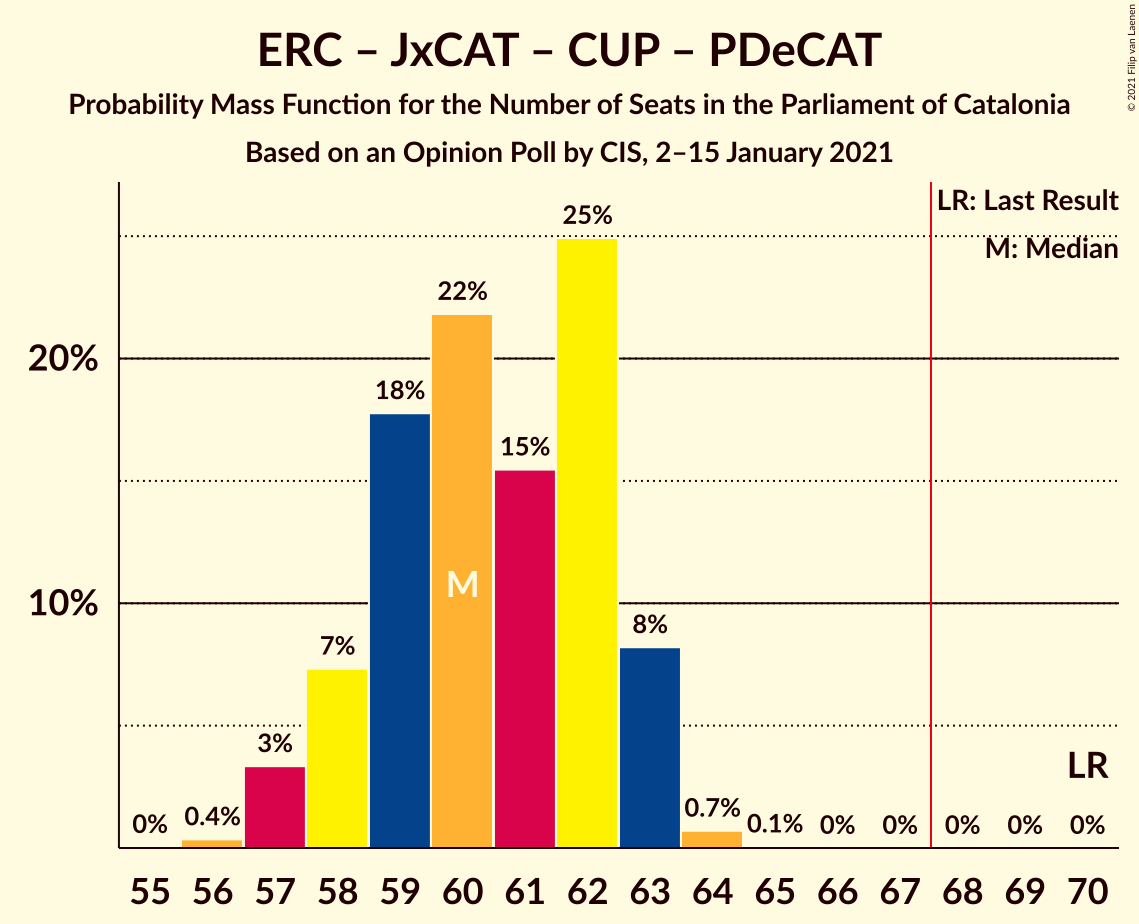 ERC – JxCAT – CUP – PDeCAT
Probability Mass Function for the Number of Seats in the Parliament of Catalonia
Based on an Opinion Poll by CIS, 2–15 January 2021
© 2021 Filip van Laenen
LR: Last Result
M: Median
25%
22%
20%
18%
15%
M
10%
8%
7%
3%
LR
0% 0.4% 0.7% 0.1% 0% 0% 0% 0% 0%
55 56 57 58 59 60 61 62 63 64 65 66 67 68 69 70